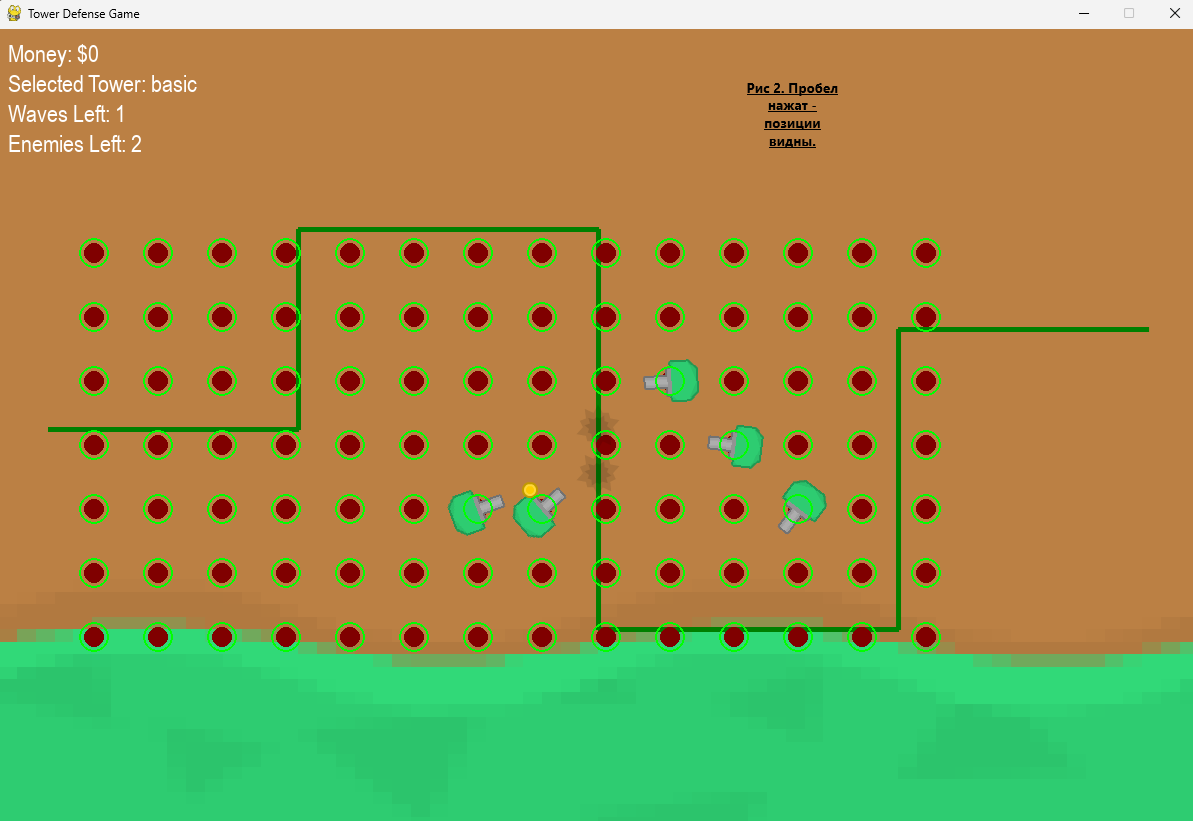 Tower Defense Game
Money: $0
Selected Tower: basic
Waves Left: 1
Enemies Left: 2
Рис 2. Пробел
нажат -
позиции
видны.